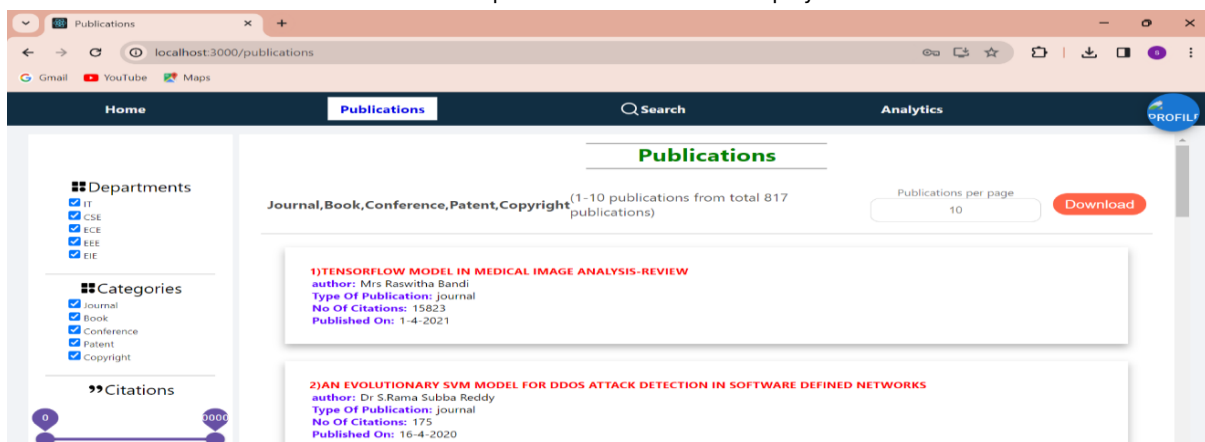 Publications
localhost:3000/publications
Gmail YouTube Maps
Home Publications Search Analytics PROFILE
Publications
Departments
IT
CSE
ECE
EEE
EIE
Categories
Journal
Book
Conference
Patent
Copyright
Citations
0 0000
Journal,Book,Conference,Patent,Copyright(1-10 publications from total 817
publications)
Publications per page
10
Download
1)TENSORFLOW MODEL IN MEDICAL IMAGE ANALYSIS-REVIEW
author: Mrs Raswitha Bandi
Type Of Publication: journal
No Of Citations: 15823
Published On: 1-4-2021
2)AN EVOLUTIONARY SVM MODEL FOR DDOS ATTACK DETECTION IN SOFTWARE DEFINED NETWORKS
author: Dr S.Rama Subba Reddy
Type Of Publication: journal
No Of Citations: 175
Published On: 16-4-2020